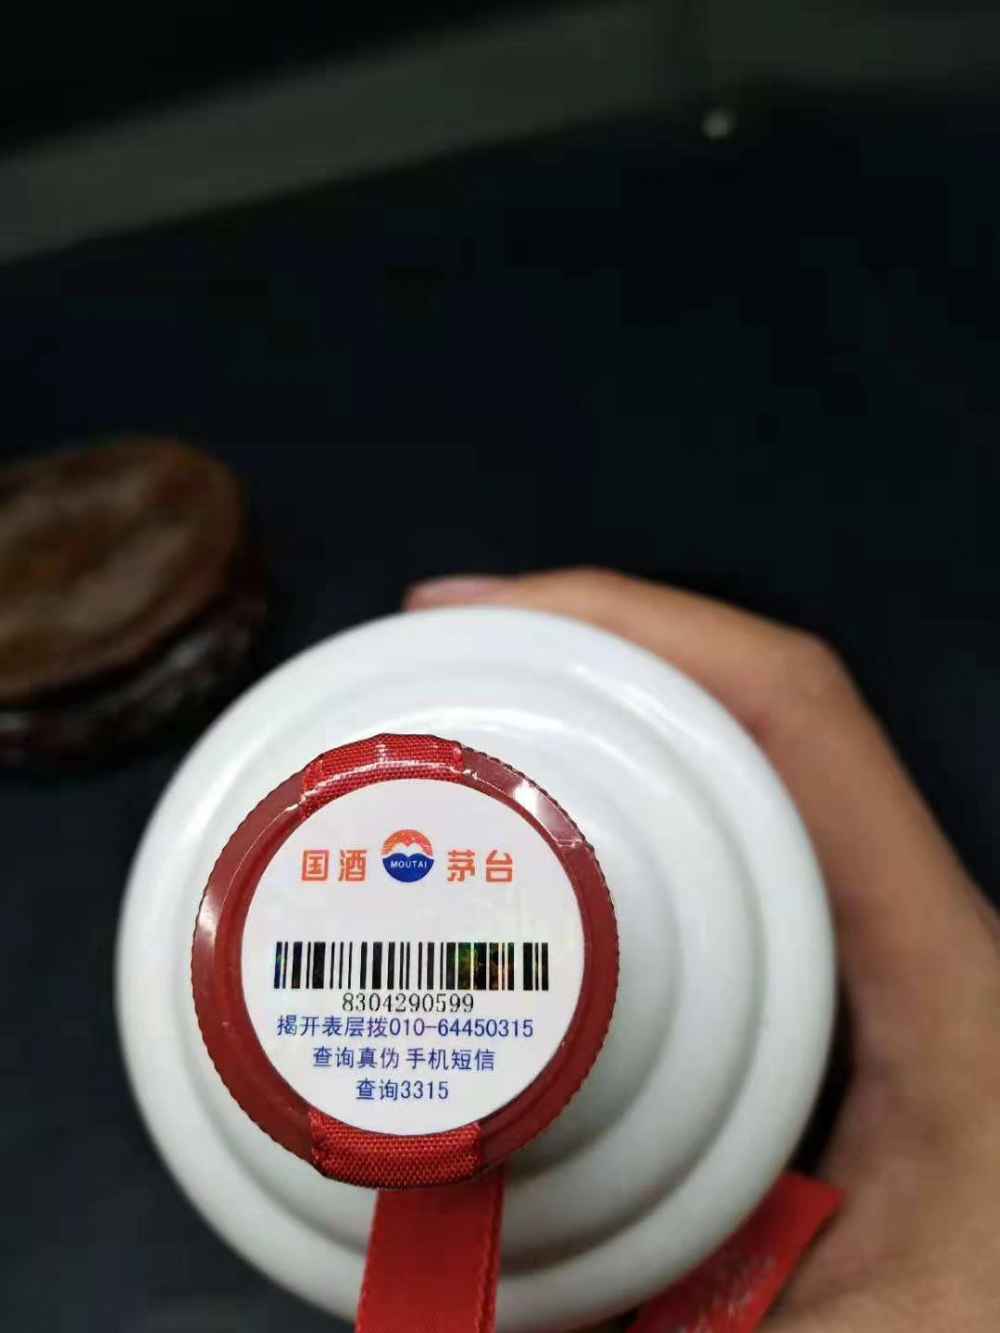 国酒 MOUTAI 茅台
8304290599
揭开表层拨010-64450315
查询真伪 手机短信
查询3315